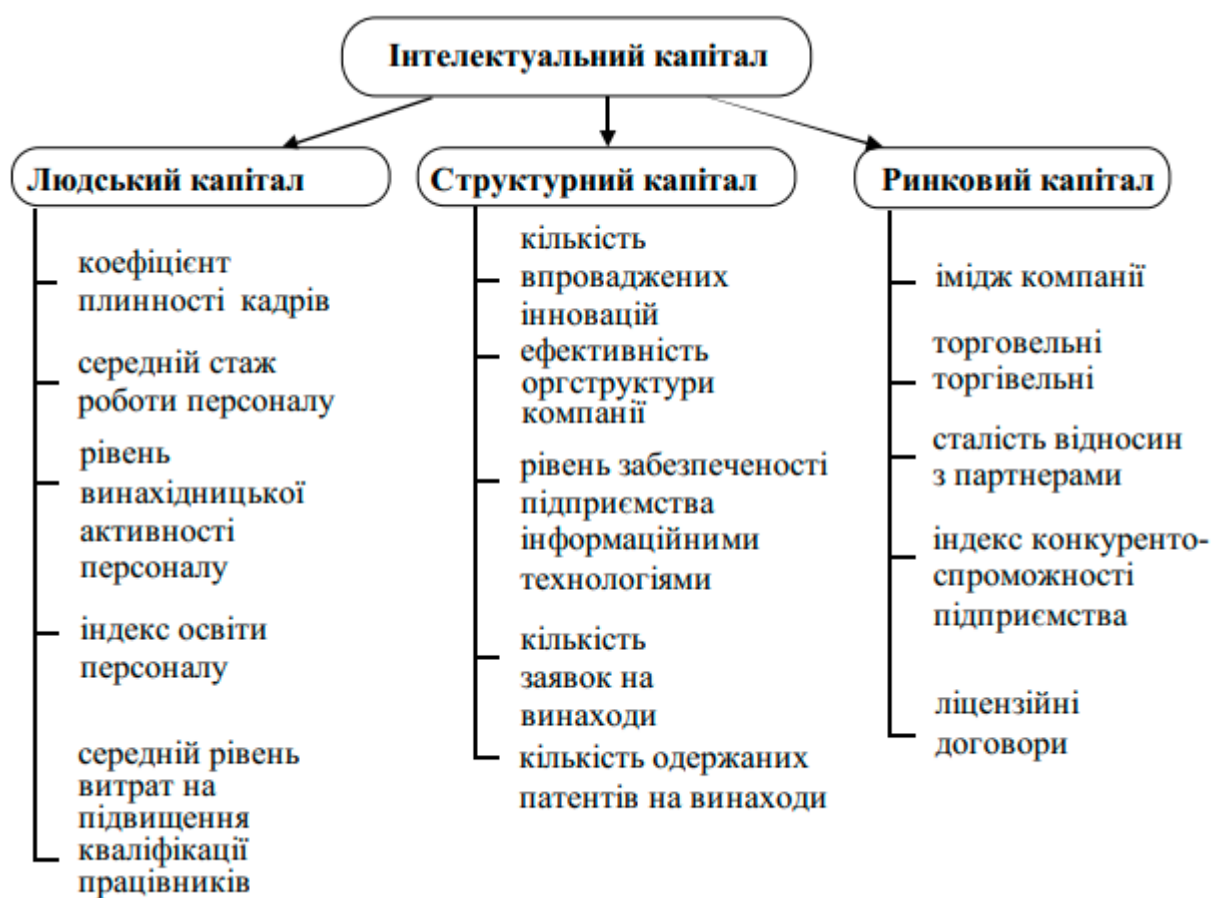 Інтелектуальний капітал
Людський капітал
коефіцієнт
плинності кадрів
середній стаж
роботи персоналу
рівень
винахідницької
активності
персоналу
індекс освіти
персоналу
середній рівень
витрат на
підвищення
кваліфікації
працівників
Структурний капітал
кількість
впроваджених
інновацій
ефективність
оргструктури
компанії
рівень забезпеченості
підприємства
інформаційними
технологіями
кількість
заявок на
винаходи
кількість одержаних
патентів на винаходи
Ринковий капітал
імідж компанії
торговельні
торгівельні
сталість відносин
з партнерами
індекс конкуренто-
спроможності
підприємства
ліцензійні
договори